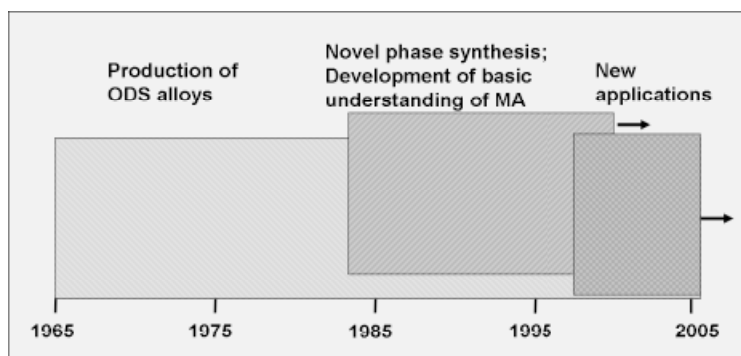 Production of
ODS alloys
Novel phase synthesis;
Development of basic
understanding of MA
New
applications
1965
1975
1985
1995
2005